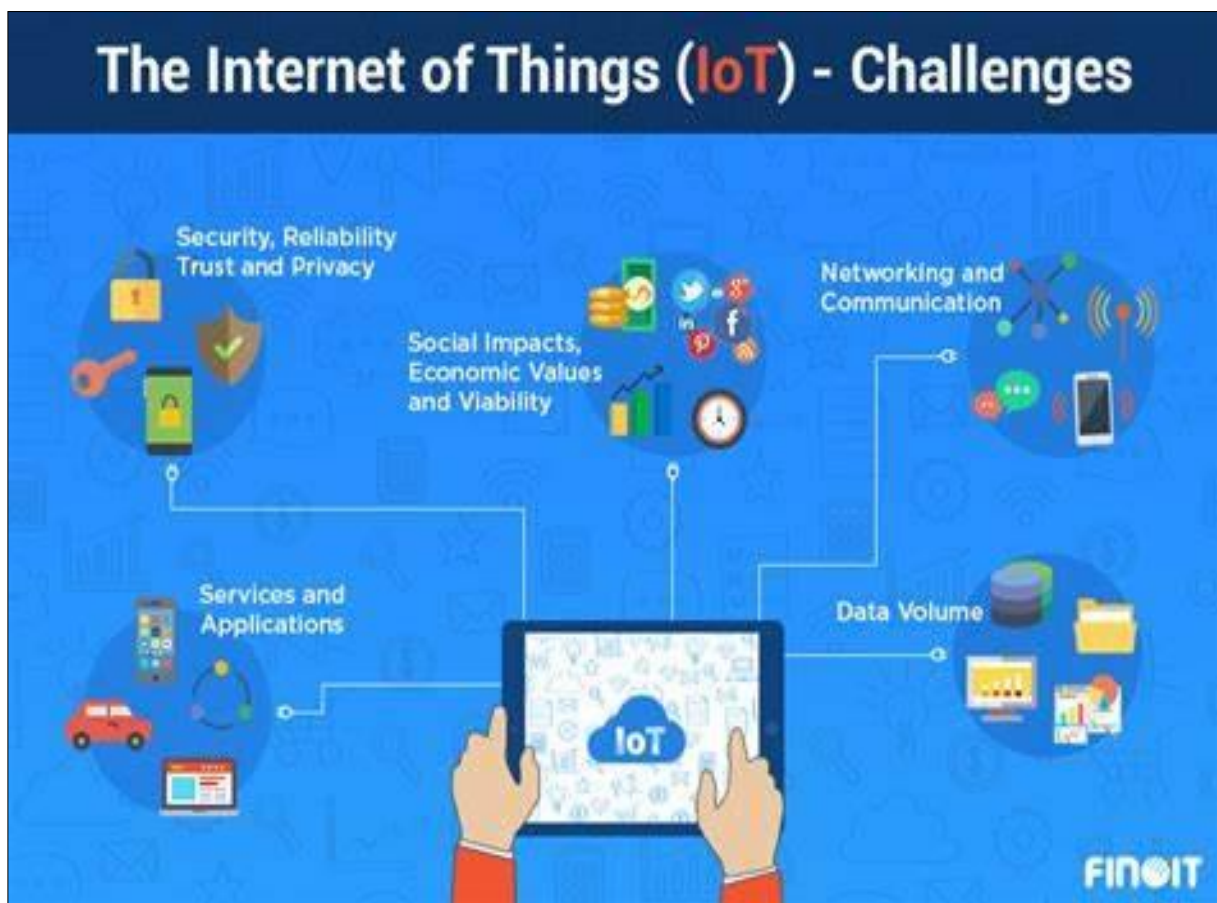 The Internet of Things (IoT) - Challenges
Security, Reliability
Trust and Privacy
Social Impacts,
Economic Values
and Viability
Networking and
Communication
Services and
Applications
Data Volume
IoT
FINOIT